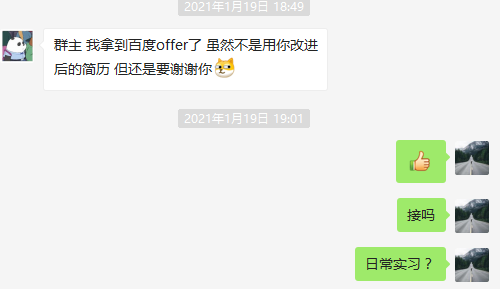 2021年1月19日 18:49
群主 我拿到百度offer了 虽然不是用你改进
后的简历 但还是要谢谢你
2021年1月19日 19:01
接吗
日常实习？